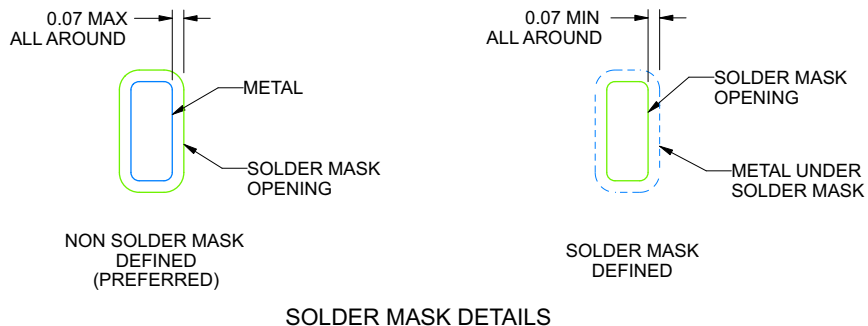 0.07 MAX
ALL AROUND
METAL
SOLDER MASK
OPENING
NON SOLDER MASK
DEFINED
(PREFERRED)
0.07 MIN
ALL AROUND
SOLDER MASK
OPENING
METAL UNDER
SOLDER MASK
SOLDER MASK
DEFINED
SOLDER MASK DETAILS